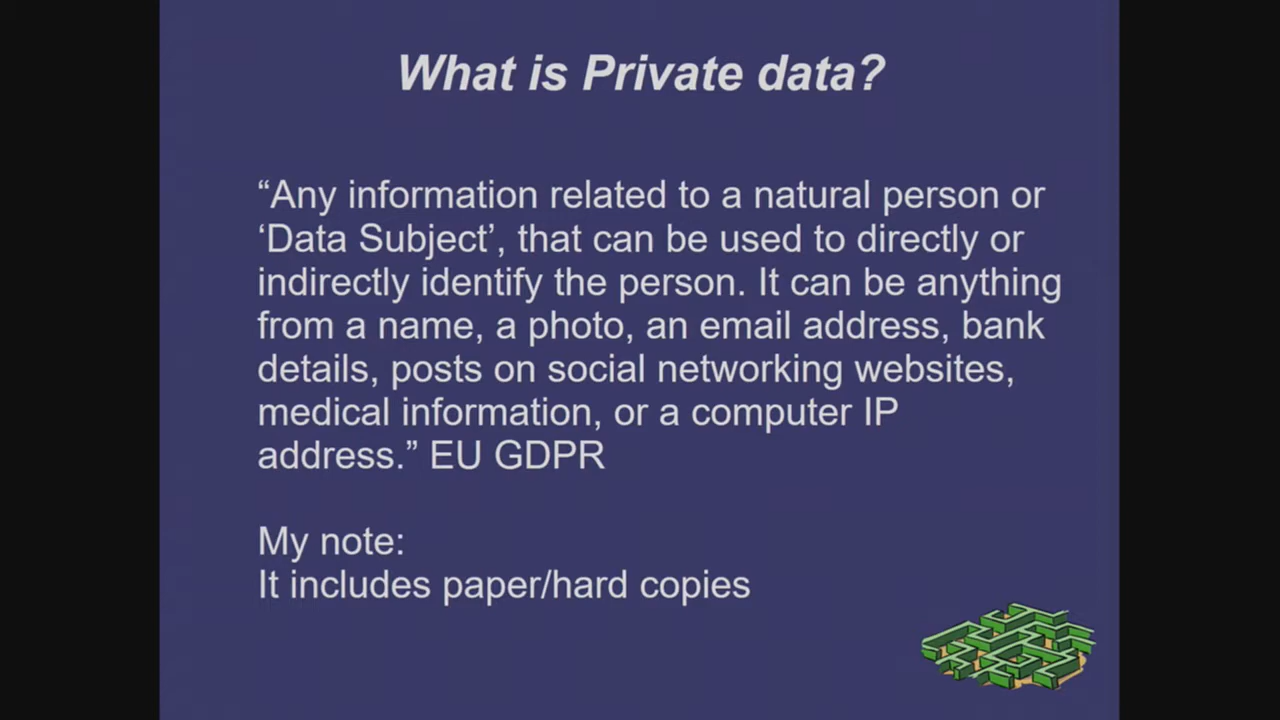 What is Private data?
“Any information related to a natural person or
‘Data Subject’, that can be used to directly or
indirectly identify the person. It can be anything
from a name, a photo, an email address, bank
details, posts on social networking websites,
medical information, or a computer IP
address.” EU GDPR
My note:
It includes paper/hard copies